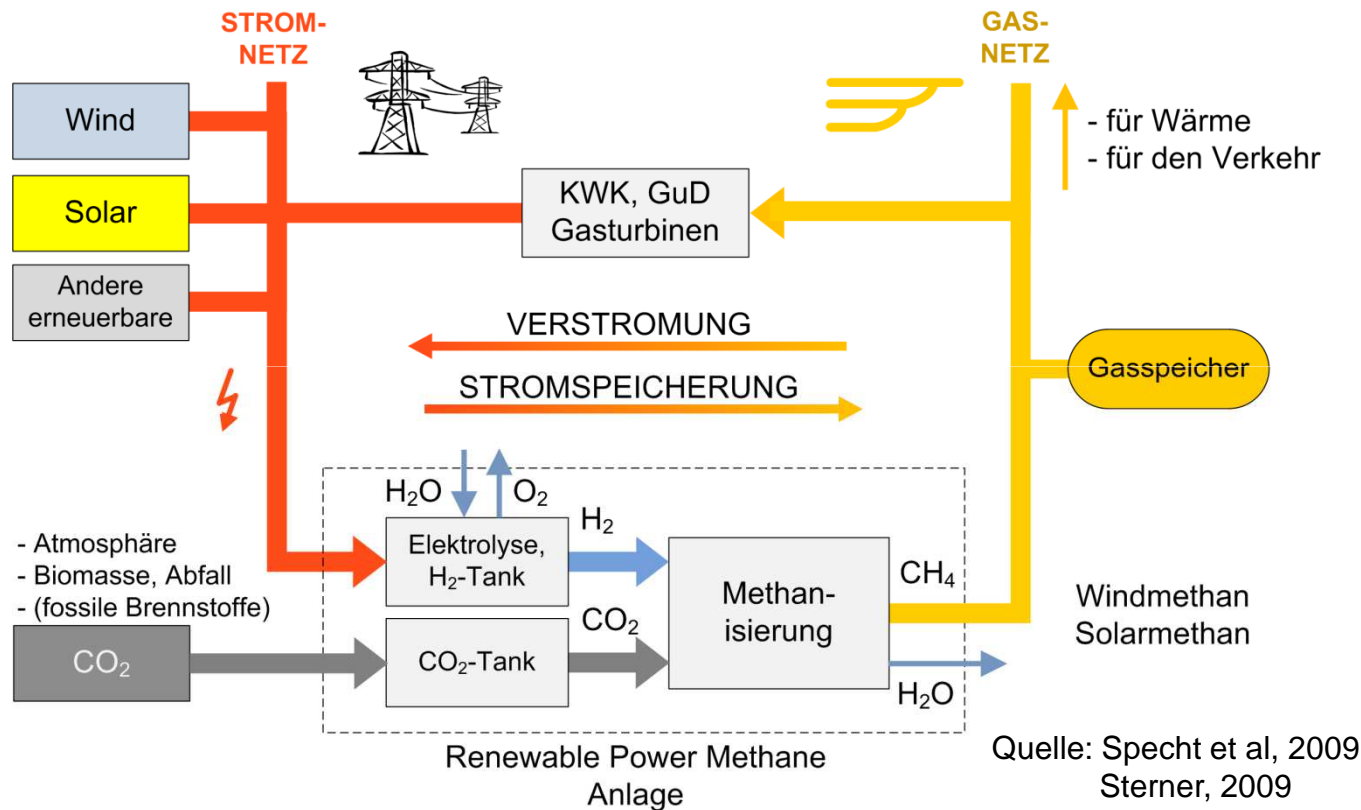 STROM-
NETZ
GAS-
NETZ
Wind
Solar
Andere
erneuerbare
KWK, GuD
Gasturbinen
- für Wärme
- für den Verkehr
VERSTROMUNG
STROMSPEICHERUNG
Gasspeicher
H₂O
O₂
Elektrolyse,
H₂-Tank
H₂
- Atmosphäre
- Biomasse, Abfall
- (fossile Brennstoffe)
CO₂
CO₂-Tank
CO₂
Methan-
isierung
CH₄
H₂O
Windmethan
Solarmethan
Renewable Power Methane
Anlage
Quelle: Specht et al, 2009
Sterner, 2009